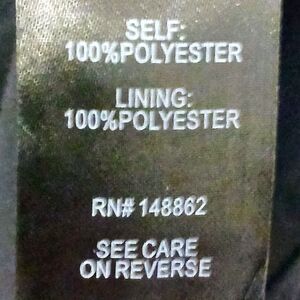 SELF:
100%POLYESTER
LINING:
100%POLYESTER
RN# 148862
SEE CARE
ON REVERSE